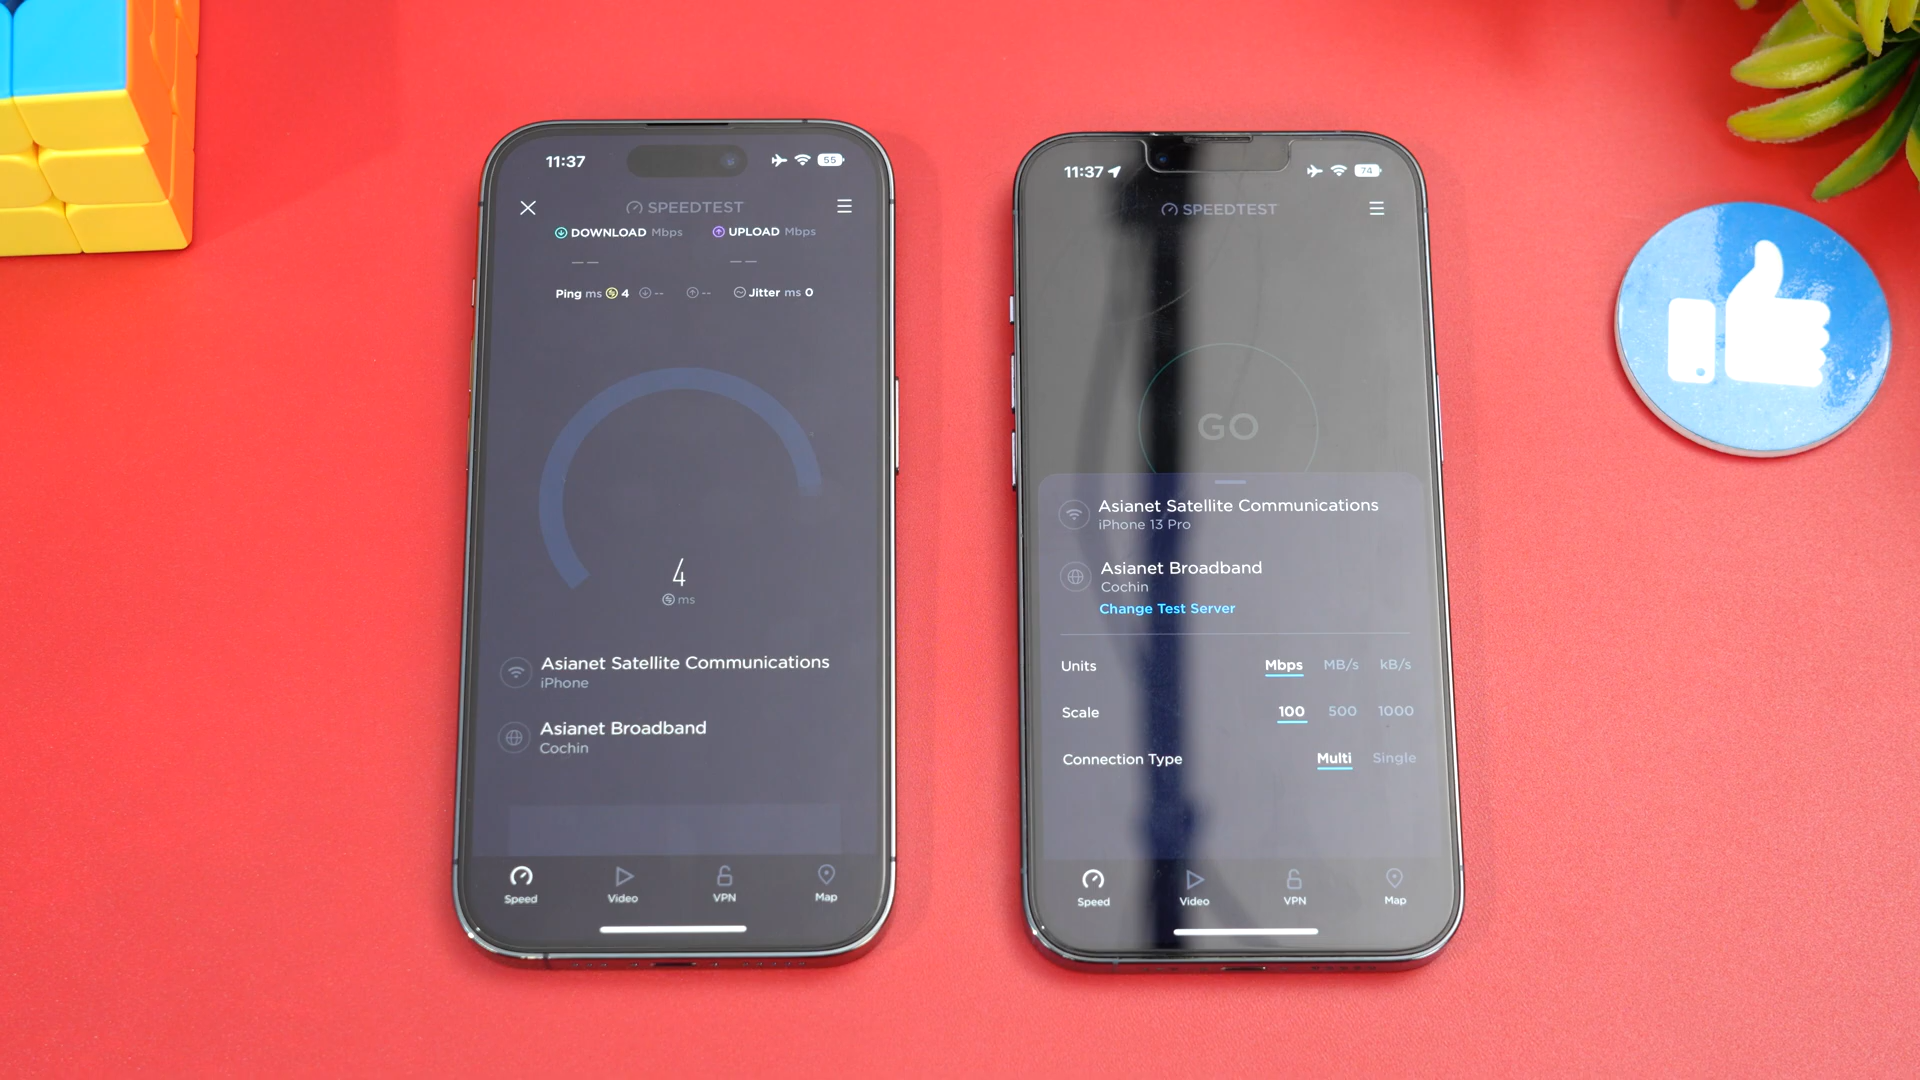 11:37
55
SPEEDTEST
DOWNLOAD Mbps
UPLOAD Mbps
— —
— —
Ping ms 4 -- -- Jitter ms 0
4
ms
Asianet Satellite Communications
iPhone
Asianet Broadband
Cochin
Speed
Video
VPN
Map
11:37
74
SPEEDTEST
GO
Asianet Satellite Communications
iPhone 13 Pro
Asianet Broadband
Cochin
Change Test Server
Units Mbps MB/s kB/s
Scale 100 500 1000
Connection Type Multi Single
Speed
Video
VPN
Map